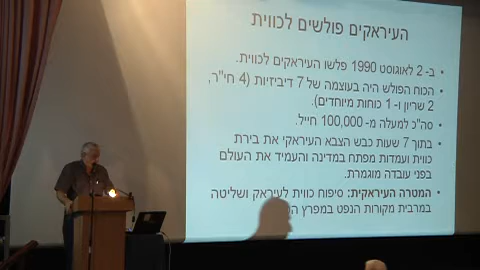 העיראקים פולשים לכווית
• ב- 2 לאוגוסט 1990 פלשו העיראקים לכווית.
• הכוח הפולש היה בעוצמה של 7 דיביזיות (4 חי"ר,
2 שריון ו- 1 כוחות מיוחדים).
• סה"כ למעלה מ- 100,000 חייל.
• בתוך 7 שעות כבש הצבא העיראקי את בירת
כווית ועמדות מפתח במדינה והעמיד את העולם
בפני עובדה מוגמרת.
• המטרה העיראקית: סיפוח כווית לעיראק ושליטה
במרבית מקורות הנפט במפרץ